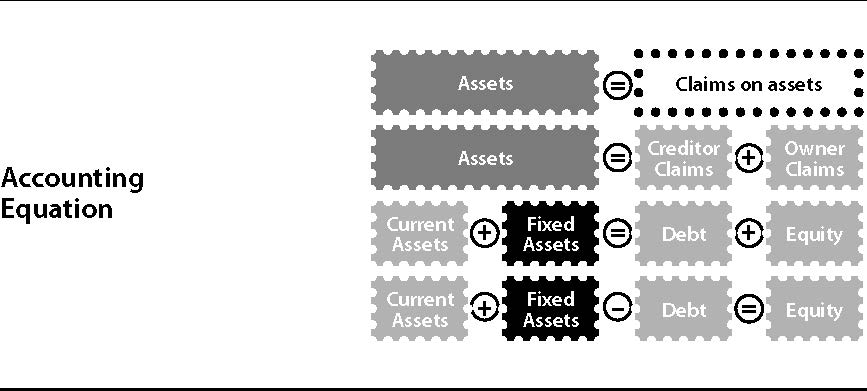 Accounting
Equation
Assets = Claims on assets
Assets = Creditor Claims + Owner Claims
Current Assets + Fixed Assets = Debt + Equity
Current Assets + Fixed Assets − Debt = Equity